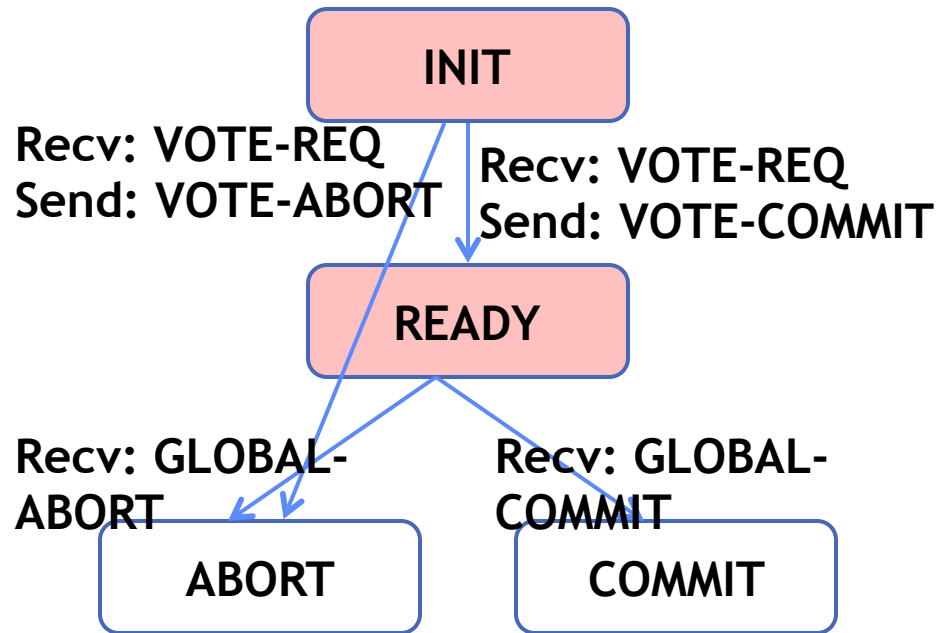 INIT
Recv: VOTE-REQ
Send: VOTE-ABORT
Recv: VOTE-REQ
Send: VOTE-COMMIT
READY
Recv: GLOBAL-
ABORT
Recv: GLOBAL-
COMMIT
ABORT
COMMIT